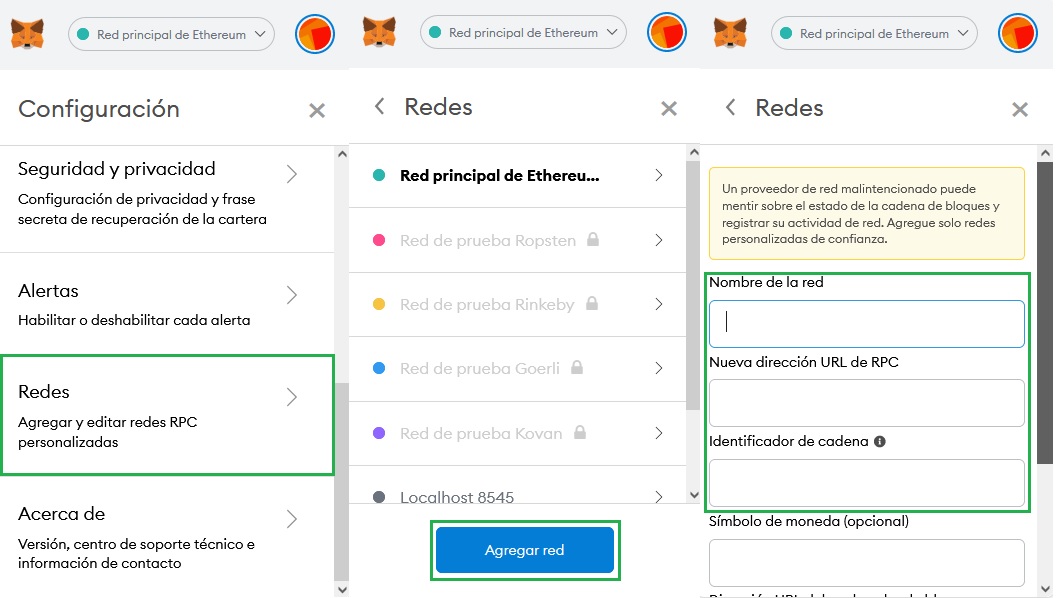 Red principal de Ethereum
Configuración
Seguridad y privacidad
Configuración de privacidad y frase
secreta de recuperación de la cartera
Alertas
Habilitar o deshabilitar cada alerta
Redes
Agregar y editar redes RPC
personalizadas
Acerca de
Versión, centro de soporte técnico e
información de contacto
Red principal de Ethereum
Redes
Red principal de Ethereu...
Red de prueba Ropsten
Red de prueba Rinkeby
Red de prueba Goerli
Red de prueba Kovan
Localhost 8545
Agregar red
Red principal de Ethereum
Redes
Un proveedor de red malintencionado puede
mentir sobre el estado de la cadena de bloques y
registrar su actividad de red. Agregue solo redes
personalizadas de confianza.
Nombre de la red
Nueva dirección URL de RPC
Identificador de cadena
Símbolo de moneda (opcional)